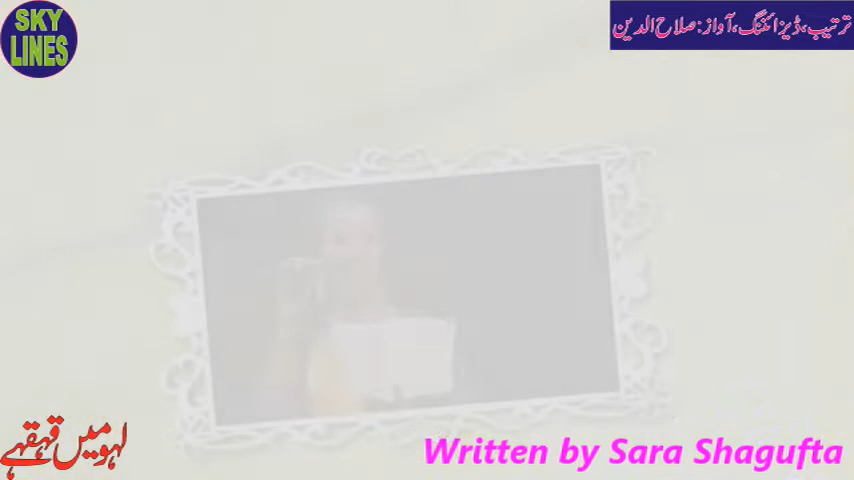 SKY
LINES
ترتیب،ڈیزائننگ،آواز:صلاح الدین
لہو میں قہقہے
Written by Sara Shagufta